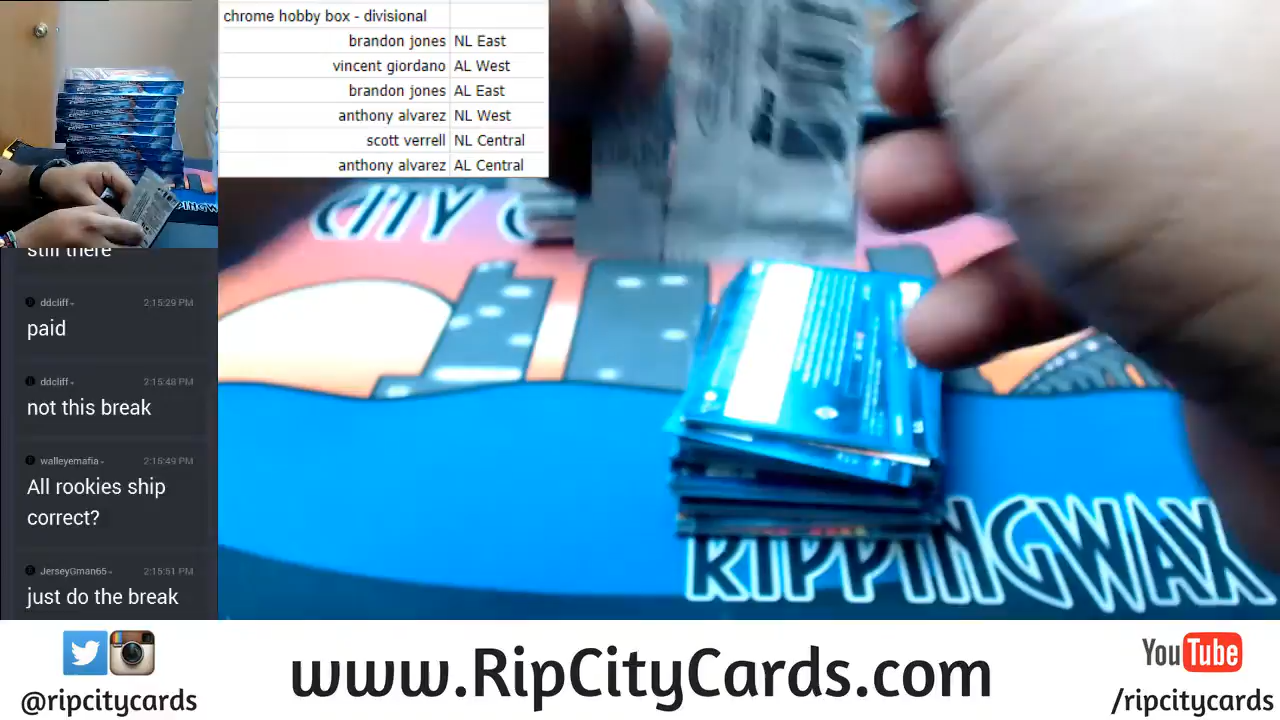 chrome hobby box - divisional
brandon jones NL East
vincent giordano AL West
brandon jones AL East
anthony alvarez NL West
scott verrell NL Central
anthony alvarez AL Central
still there
ddcliff 2:15:29 PM
paid
ddcliff 2:15:48 PM
not this break
walleyemafia 2:15:49 PM
All rookies ship
correct?
JerseyGman65 2:15:51 PM
just do the break
CITY
RIPPINGWAX
@ripcitycards
www.RipCityCards.com
YouTube
/ripcitycards